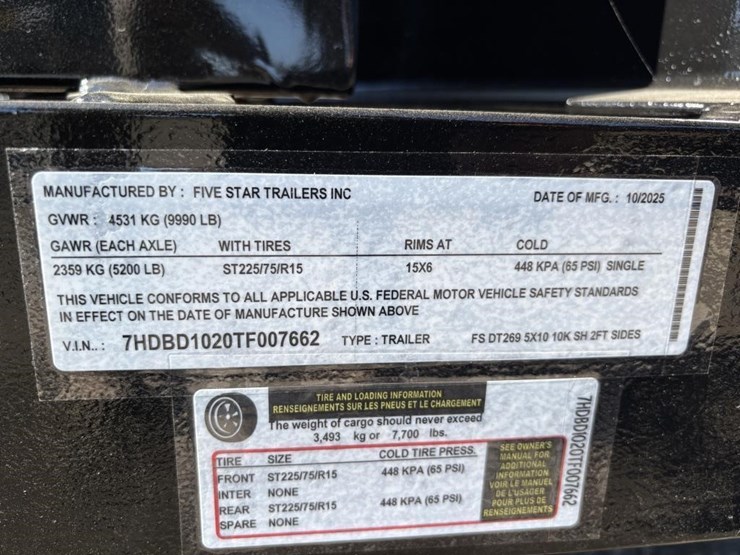 MANUFACTURED BY : FIVE STAR TRAILERS INC DATE OF MFG. : 10/2025
GVWR : 4531 KG (9990 LB)
GAWR (EACH AXLE) WITH TIRES RIMS AT COLD
2359 KG (5200 LB) ST225/75/R15 15X6 448 KPA (65 PSI) SINGLE
THIS VEHICLE CONFORMS TO ALL APPLICABLE U.S. FEDERAL MOTOR VEHICLE SAFETY STANDARDS
IN EFFECT ON THE DATE OF MANUFACTURE SHOWN ABOVE
V.I.N.. : 7HDBD1020TF007662 TYPE : TRAILER FS DT269 5X10 10K SH 2FT SIDES
TIRE AND LOADING INFORMATION
RENSEIGNEMENTS SUR LES PNEUS ET LE CHARGEMENT
The weight of cargo should never exceed
3,493 kg or 7,700 lbs.
TIRE SIZE COLD TIRE PRESS.
FRONT ST225/75/R15 448 KPA (65 PSI)
INTER NONE
REAR ST225/75/R15 448 KPA (65 PSI)
SPARE NONE
SEE OWNER'S
MANUAL FOR
ADDITIONAL
INFORMATION
VOIR LE MANUEL
DE L'USAGER
POUR PLUS DE
RENSEIGNEMENTS
7HDBD1020TF007662